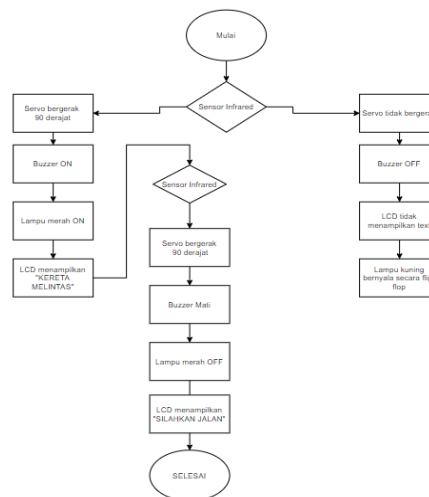 Mulai
Sensor Infrared
Servo bergerak
90 derajat
Buzzer ON
Lampu merah ON
LCD menampilkan
"KERETA
MELINTAS"
Sensor Infrared
Servo bergerak
90 derajat
Buzzer Mati
Lampu merah OFF
LCD menampilkan
"SILAHKAN JALAN"
SELESAI
Servo tidak bergera
Buzzer OFF
LCD tidak
menampilkan text
Lampu kuning
bernyala secara flip
flop